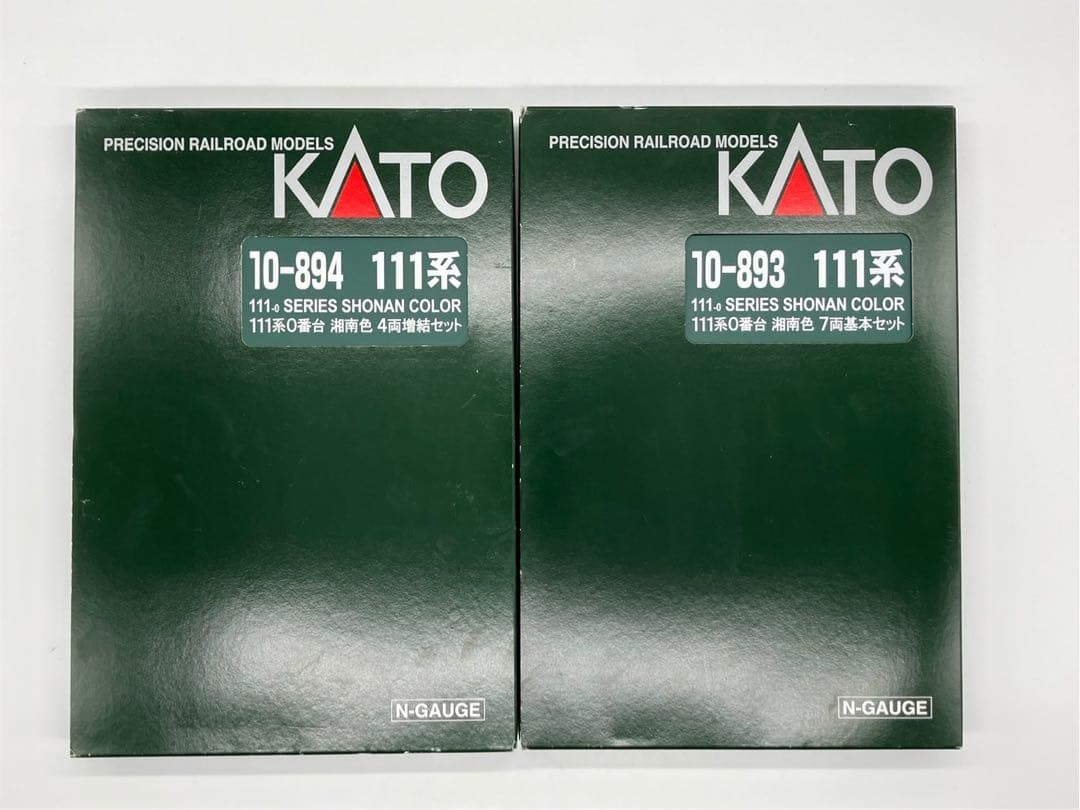 PRECISION RAILROAD MODELS
KATO
10-894 111系
111-0 SERIES SHONAN COLOR
111系0番台 湘南色 4両増結セット
N-GAUGE
PRECISION RAILROAD MODELS
KATO
10-893 111系
111-0 SERIES SHONAN COLOR
111系0番台 湘南色 7両基本セット
N-GAUGE